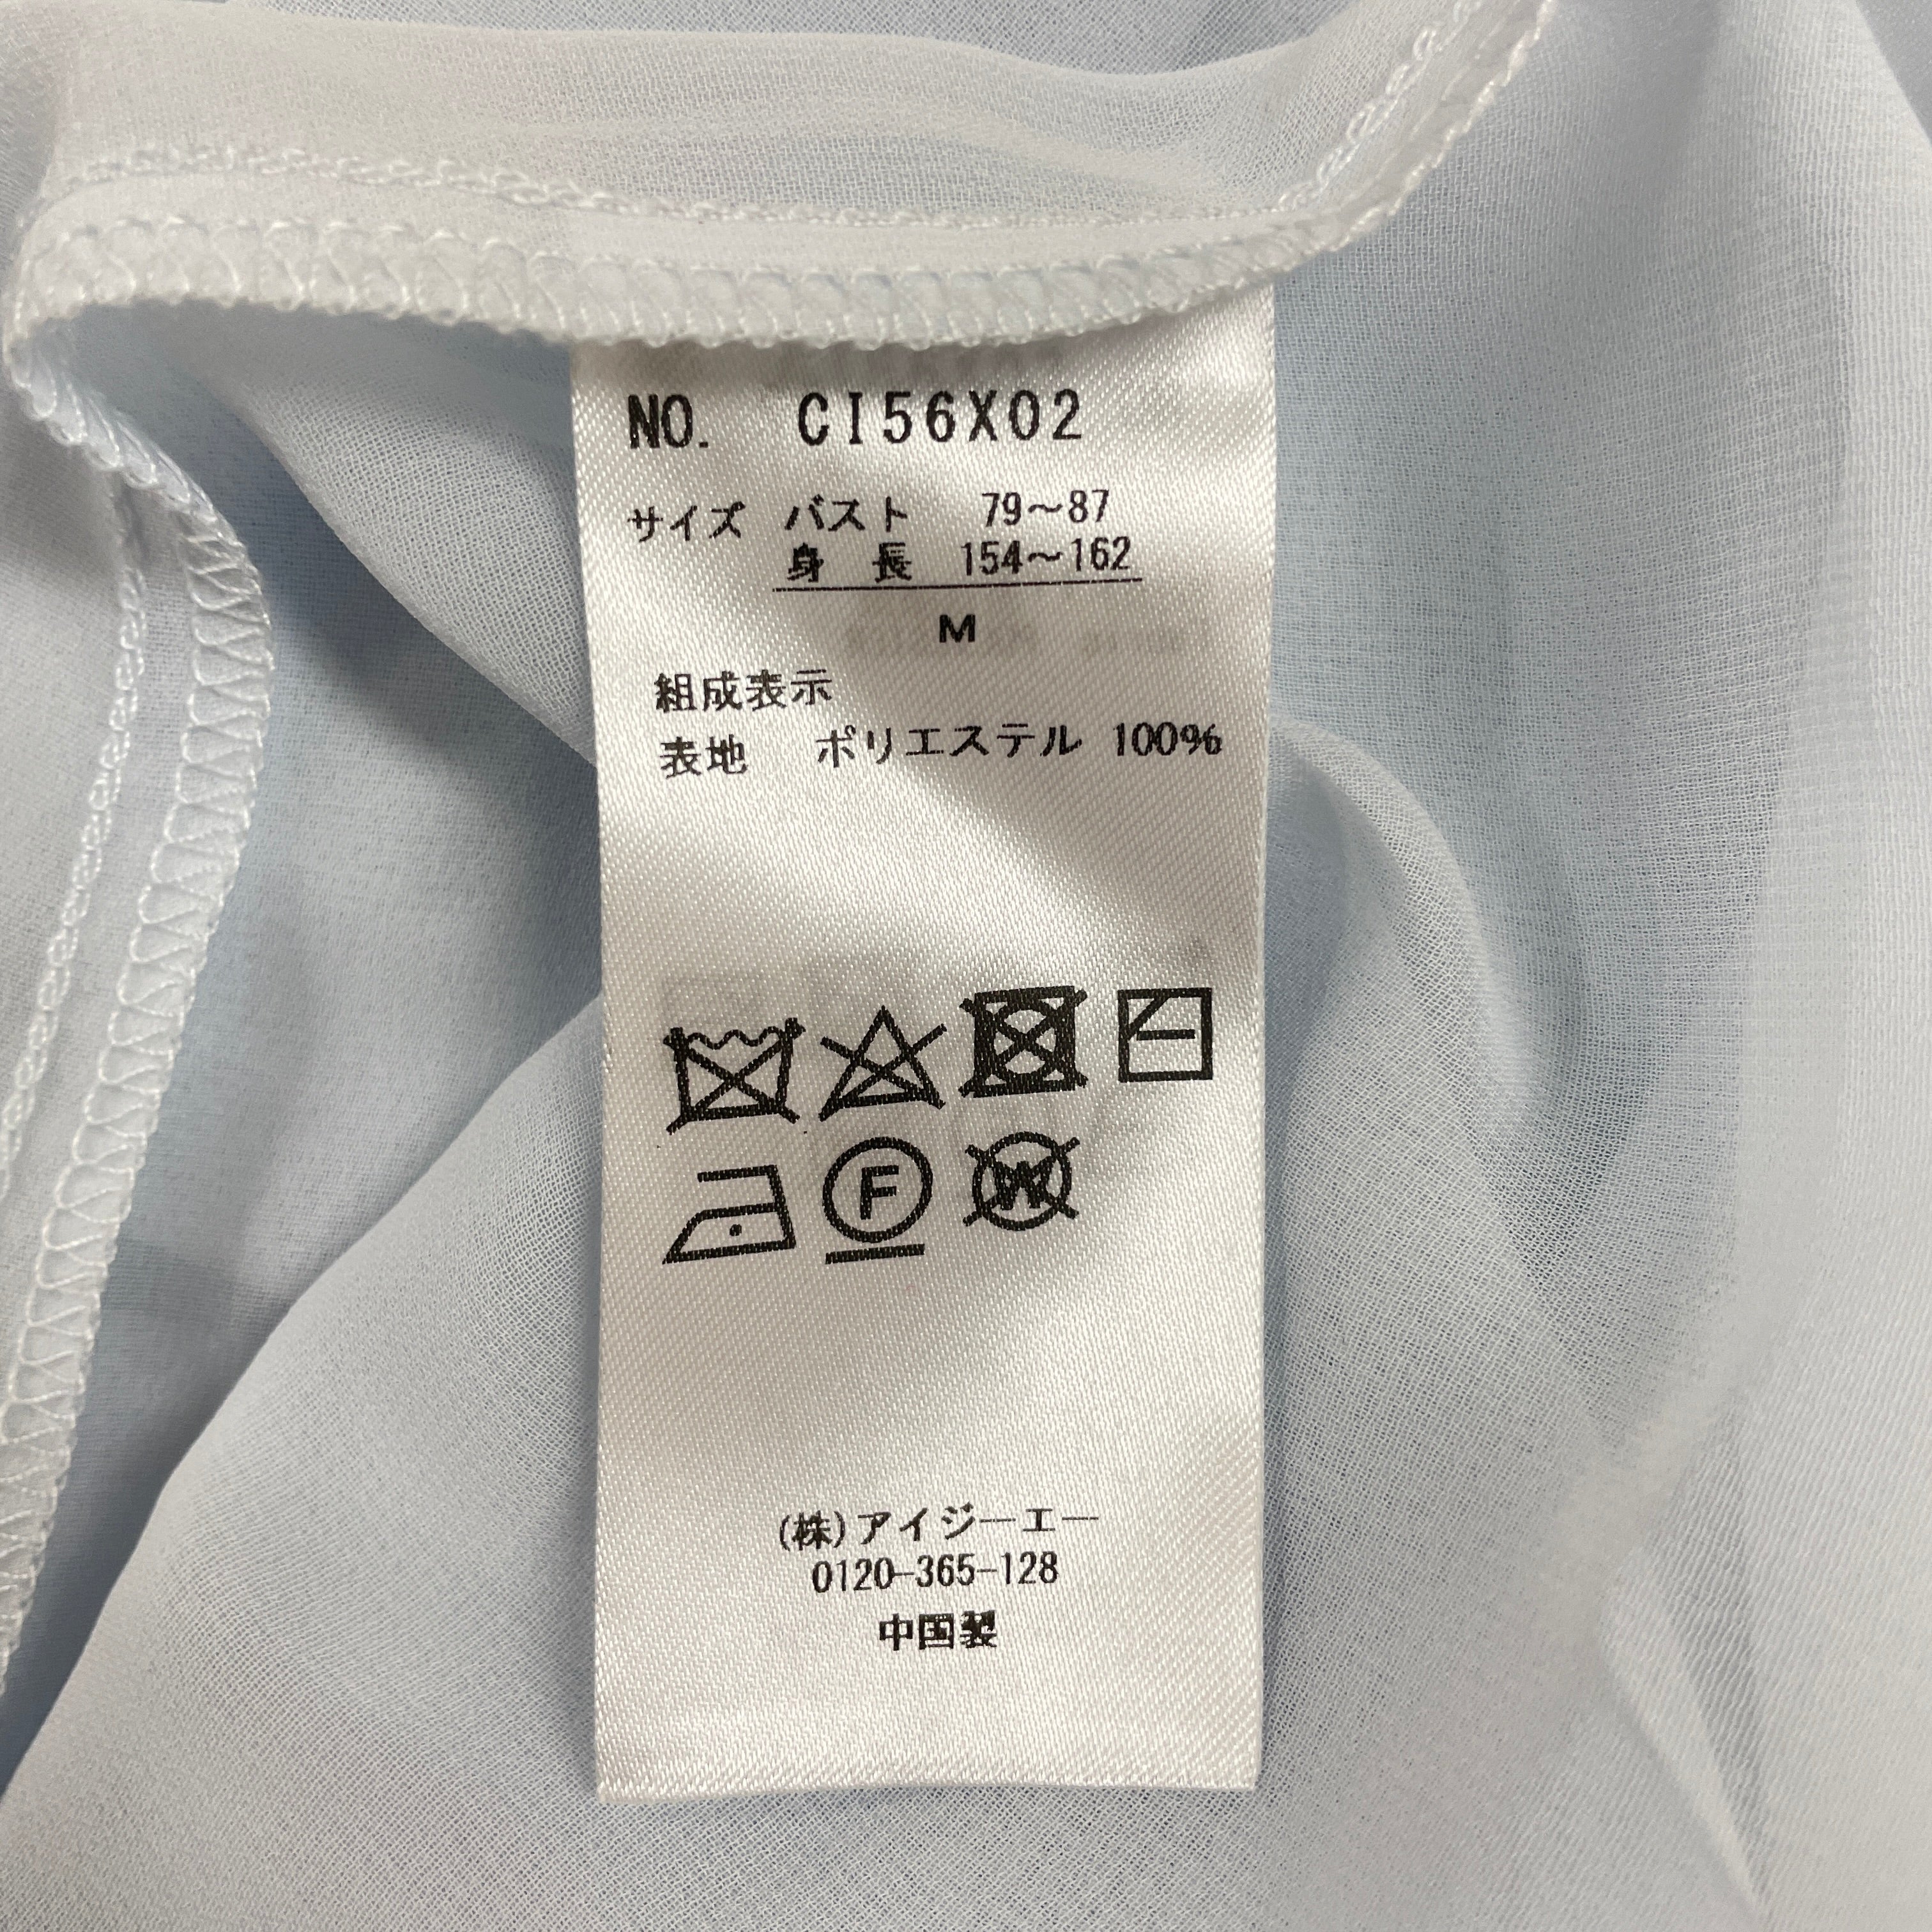 NO. CI56X02
サイズ バスト 79〜87
身長 154〜162
M
組成表示
表地 ポリエステル 100%
F
W
(株)アイジーエー
0120-365-128
中国製